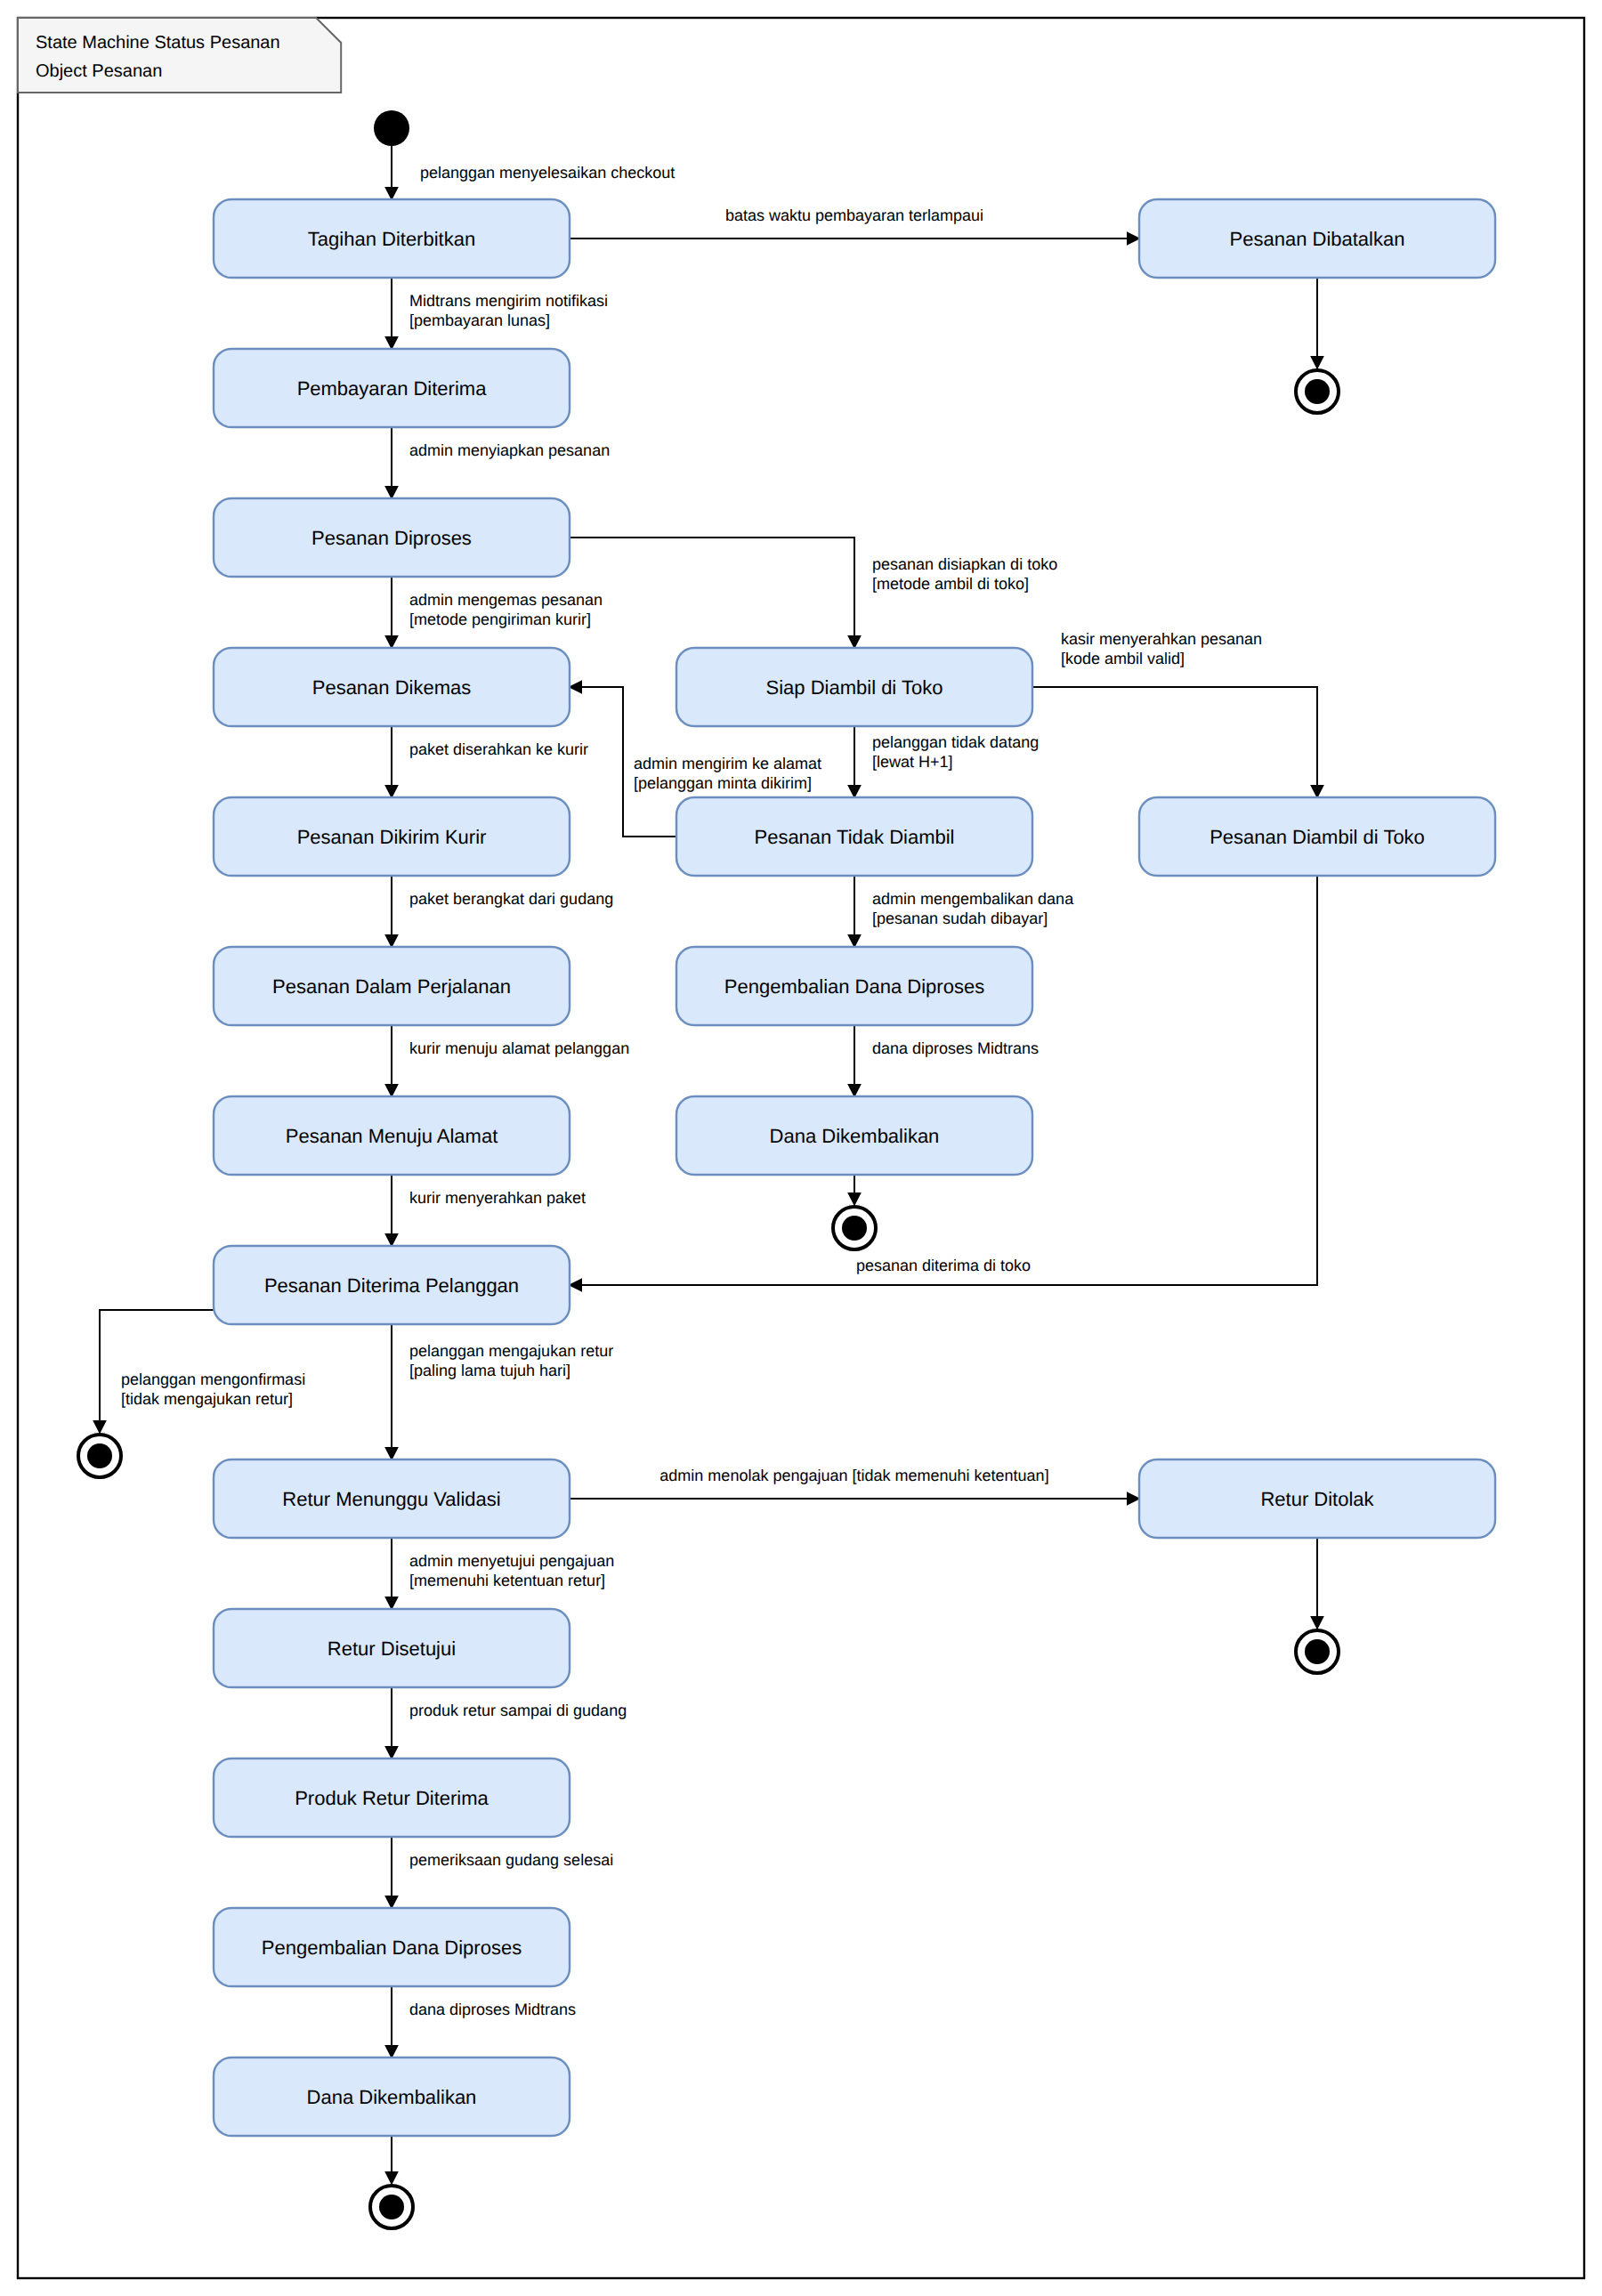 State Machine Status Pesanan
Object Pesanan
pelanggan menyelesaikan checkout
Tagihan Diterbitkan
batas waktu pembayaran terlampaui
Pesanan Dibatalkan
Midtrans mengirim notifikasi
[pembayaran lunas]
Pembayaran Diterima
admin menyiapkan pesanan
Pesanan Diproses
pesanan disiapkan di toko
[metode ambil di toko]
admin mengemas pesanan
[metode pengiriman kurir]
kasir menyerahkan pesanan
[kode ambil valid]
Pesanan Dikemas
Siap Diambil di Toko
paket diserahkan ke kurir
pelanggan tidak datang
[lewat H+1]
admin mengirim ke alamat
[pelanggan minta dikirim]
Pesanan Dikirim Kurir
Pesanan Tidak Diambil
Pesanan Diambil di Toko
paket berangkat dari gudang
admin mengembalikan dana
[pesanan sudah dibayar]
Pesanan Dalam Perjalanan
Pengembalian Dana Diproses
kurir menuju alamat pelanggan
dana diproses Midtrans
Pesanan Menuju Alamat
Dana Dikembalikan
kurir menyerahkan paket
pesanan diterima di toko
Pesanan Diterima Pelanggan
pelanggan mengajukan retur
[paling lama tujuh hari]
pelanggan mengonfirmasi
[tidak mengajukan retur]
Retur Menunggu Validasi
admin menolak pengajuan [tidak memenuhi ketentuan]
Retur Ditolak
admin menyetujui pengajuan
[memenuhi ketentuan retur]
Retur Disetujui
produk retur sampai di gudang
Produk Retur Diterima
pemeriksaan gudang selesai
Pengembalian Dana Diproses
dana diproses Midtrans
Dana Dikembalikan